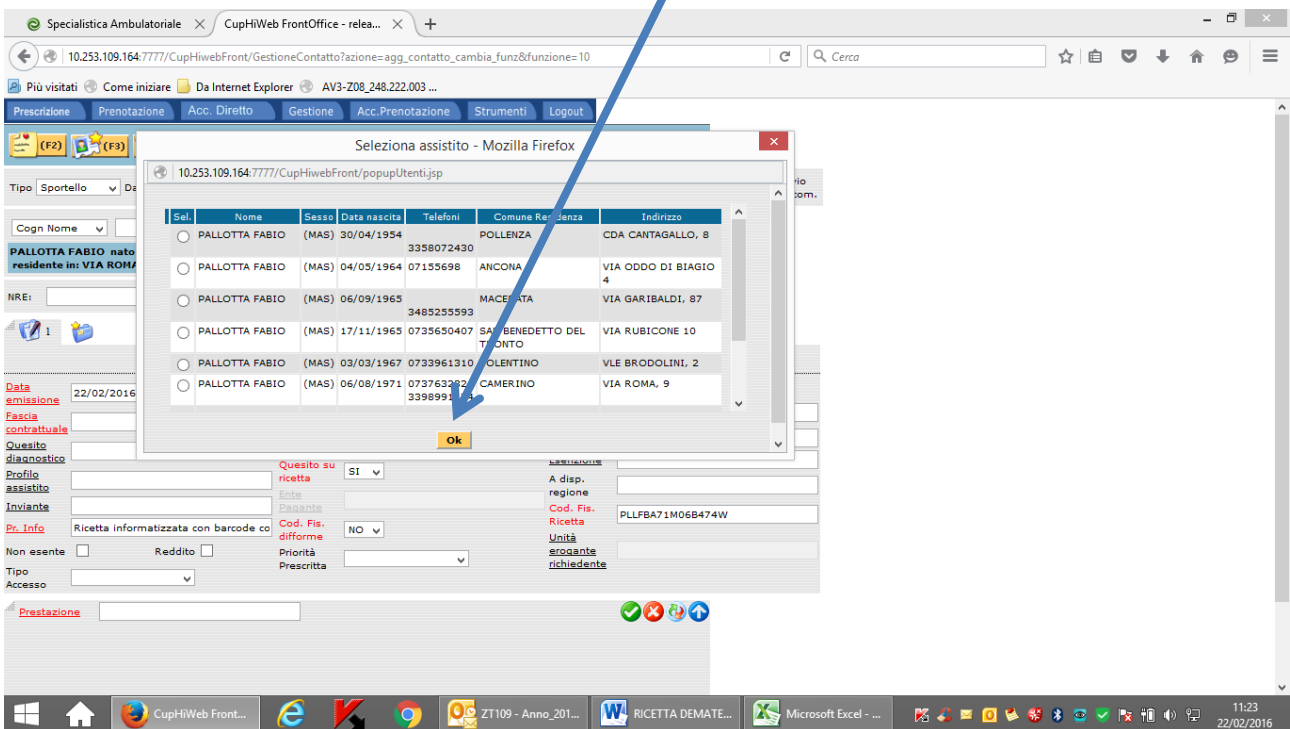 Specialistica Ambulatoriale
CupHiWeb FrontOffice - relea...
10.253.109.164:7777/CupHiwebFront/GestioneContatto?azione=agg_contatto_cambia_funz&funzione=10
Cerca
Più visitati
Come iniziare
Da Internet Explorer
AV3-Z08_248.222.003 ...
Prescrizione
Prenotazione
Acc. Diretto
Gestione
Acc.Prenotazione
Strumenti
Logout
(F2)
(F3)
Seleziona assistito - Mozilla Firefox
10.253.109.164:7777/CupHiwebFront/popupUtenti.jsp
Tipo Sportello
Cogn Nome
PALLOTTA FABIO nato
residente in: VIA ROMA
NRE:
1
Sel. Nome Sesso Data nascita Telefoni Comune Residenza Indirizzo
PALLOTTA FABIO (MAS) 30/04/1954 3358072430 POLLENZA CDA CANTAGALLO, 8
PALLOTTA FABIO (MAS) 04/05/1964 07155698 ANCONA VIA ODDO DI BIAGIO
4
PALLOTTA FABIO (MAS) 06/09/1965 3485255593 MACERATA VIA GARIBALDI, 87
PALLOTTA FABIO (MAS) 17/11/1965 0735650407 SAN BENEDETTO DEL VIA RUBICONE 10
TRONTO
PALLOTTA FABIO (MAS) 03/03/1967 0733961310 TOLENTINO VLE BRODOLINI, 2
PALLOTTA FABIO (MAS) 06/08/1971 CAMERINO VIA ROMA, 9
Ok
Data
emissione
22/02/2016
Fascia
contrattuale
Quesito
diagnostico
Profilo
assistito
Inviante
Pr. Info
Ricetta informatizzata con barcode co
Non esente
Reddito
Tipo
Accesso
Quesito su
ricetta
SI
Ente
Pagante
Cod. Fis.
difforme
NO
Priorità
Prescritta
Esenzione
A disp.
regione
Cod. Fis.
Ricetta
PLLFBA71M06B474W
Unità
erogante
richiedente
Prestazione
CupHiWeb Front...
ZT109 - Anno_201...
RICETTA DEMATE...
Microsoft Excel - ...
11:23
22/02/2016